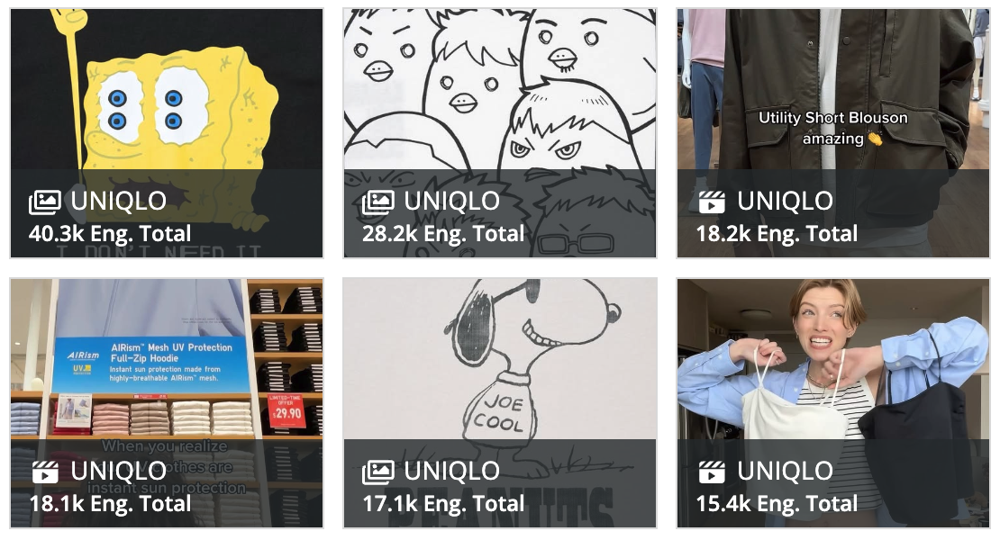 I DON'T NEED IT
UNIQLO
40.3k Eng. Total
UNIQLO
28.2k Eng. Total
Utility Short Blouson
amazing 👏
UNIQLO
18.2k Eng. Total
AIRism
UV
AIRism™ Mesh UV Protection
Full-Zip Hoodie
Instant sun protection made from
highly-breathable AIRism™ mesh.
LIMITED-TIME
OFFER
$29.90
When you realize
clothes are
instant sun protection
UNIQLO
18.1k Eng. Total
JOE
COOL
PEANUTS
UNIQLO
17.1k Eng. Total
UNIQLO
15.4k Eng. Total